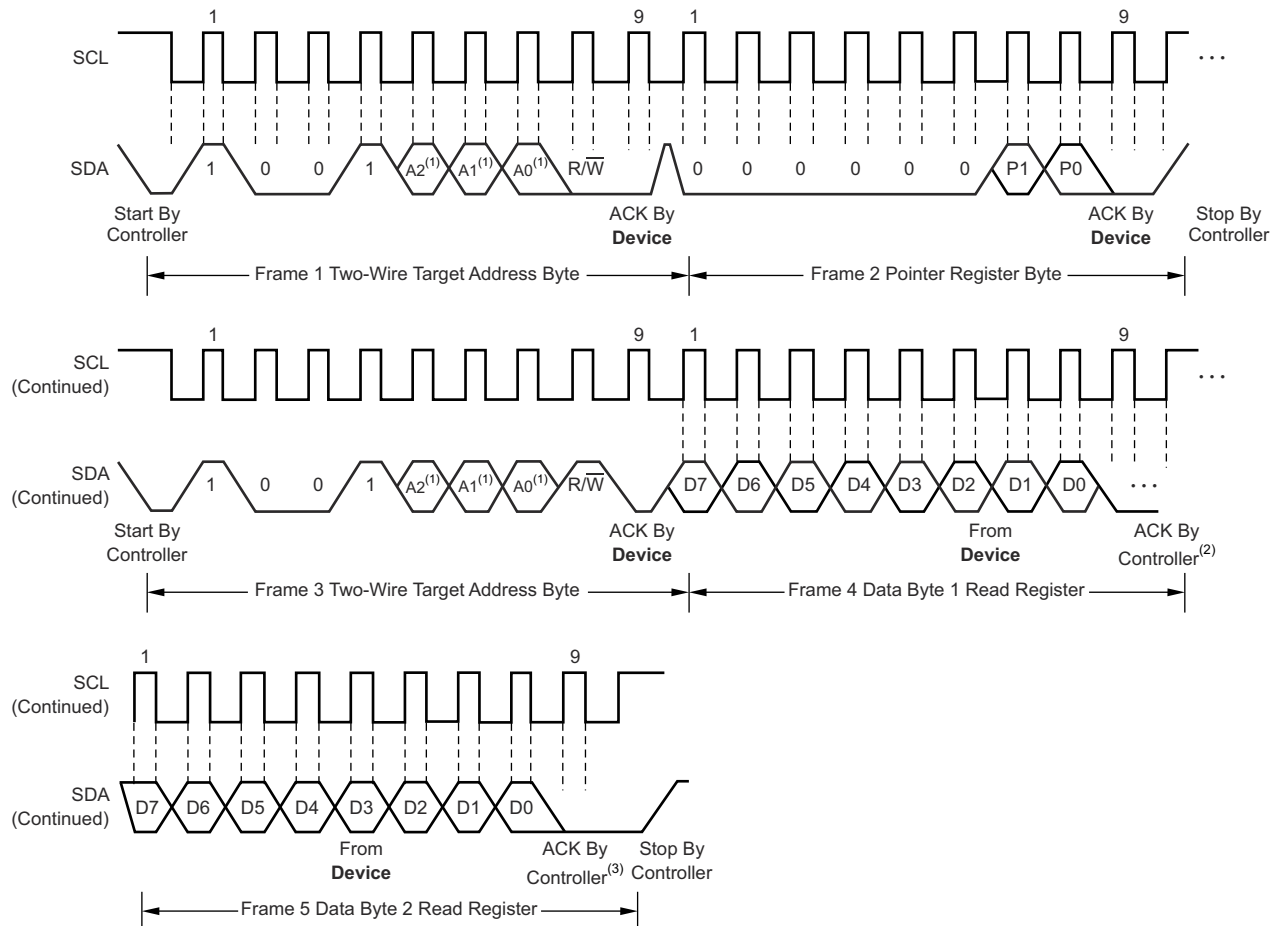 1 9 1 9
SCL ...
SDA 1 0 0 1 A2(1) A1(1) A0(1) R/W̅ 0 0 0 0 0 0 P1 P0
Start By Controller ACK By Device ACK By Device Stop By Controller
Frame 1 Two-Wire Target Address Byte Frame 2 Pointer Register Byte
1 9 1 9
SCL (Continued) ...
SDA (Continued) 1 0 0 1 A2(1) A1(1) A0(1) R/W̅ D7 D6 D5 D4 D3 D2 D1 D0 ...
Start By Controller ACK By Device From Device ACK By Controller(2)
Frame 3 Two-Wire Target Address Byte Frame 4 Data Byte 1 Read Register
1 9
SCL (Continued)
SDA (Continued) D7 D6 D5 D4 D3 D2 D1 D0
From Device ACK By Controller(3) Stop By Controller
Frame 5 Data Byte 2 Read Register